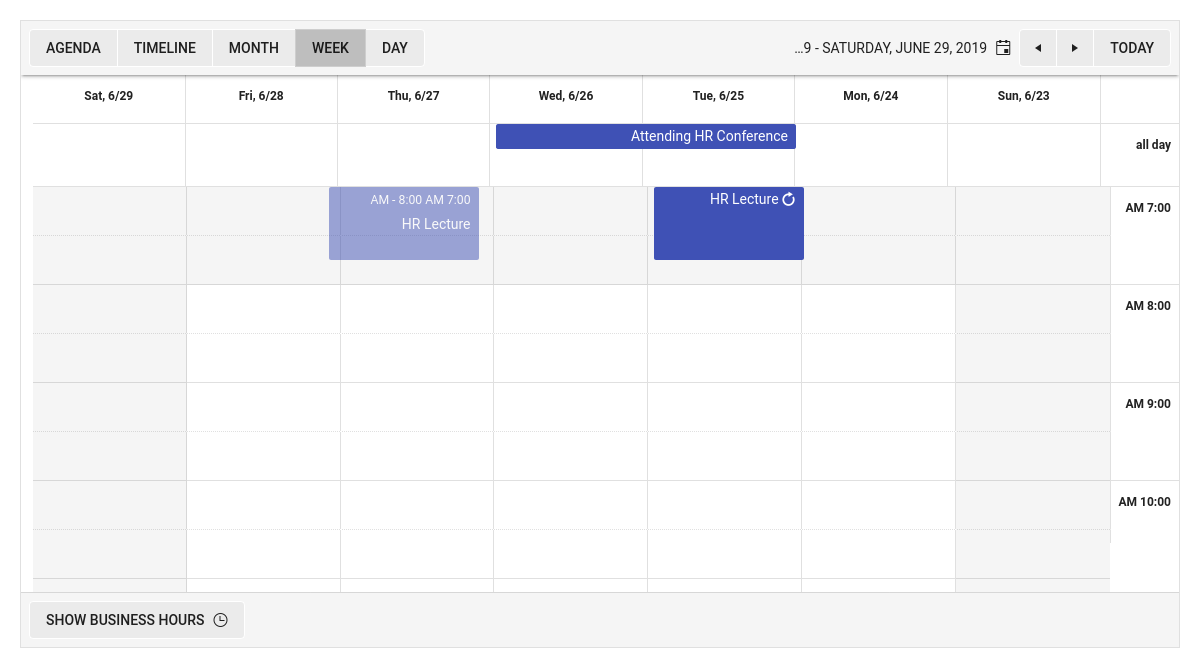 AGENDA TIMELINE MONTH WEEK DAY ...9 - SATURDAY, JUNE 29, 2019 TODAY
Sat, 6/29 Fri, 6/28 Thu, 6/27 Wed, 6/26 Tue, 6/25 Mon, 6/24 Sun, 6/23
Attending HR Conference
all day
AM - 8:00 AM 7:00
HR Lecture
HR Lecture
AM 7:00
AM 8:00
AM 9:00
AM 10:00
SHOW BUSINESS HOURS